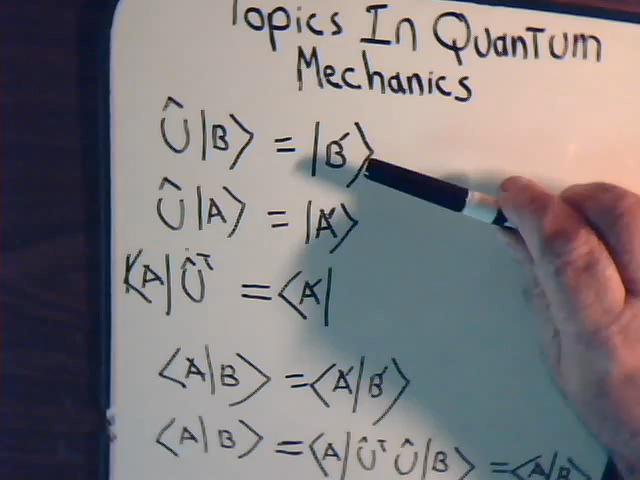 Topics In Quantum
Mechanics
Û|B⟩ = |B′⟩
Û|A⟩ = |A′⟩
⟨A|Û† = ⟨A′|
⟨A|B⟩ = ⟨A′|B′⟩
⟨A|B⟩ = ⟨A|Û†Û|B⟩ = ⟨A|B⟩